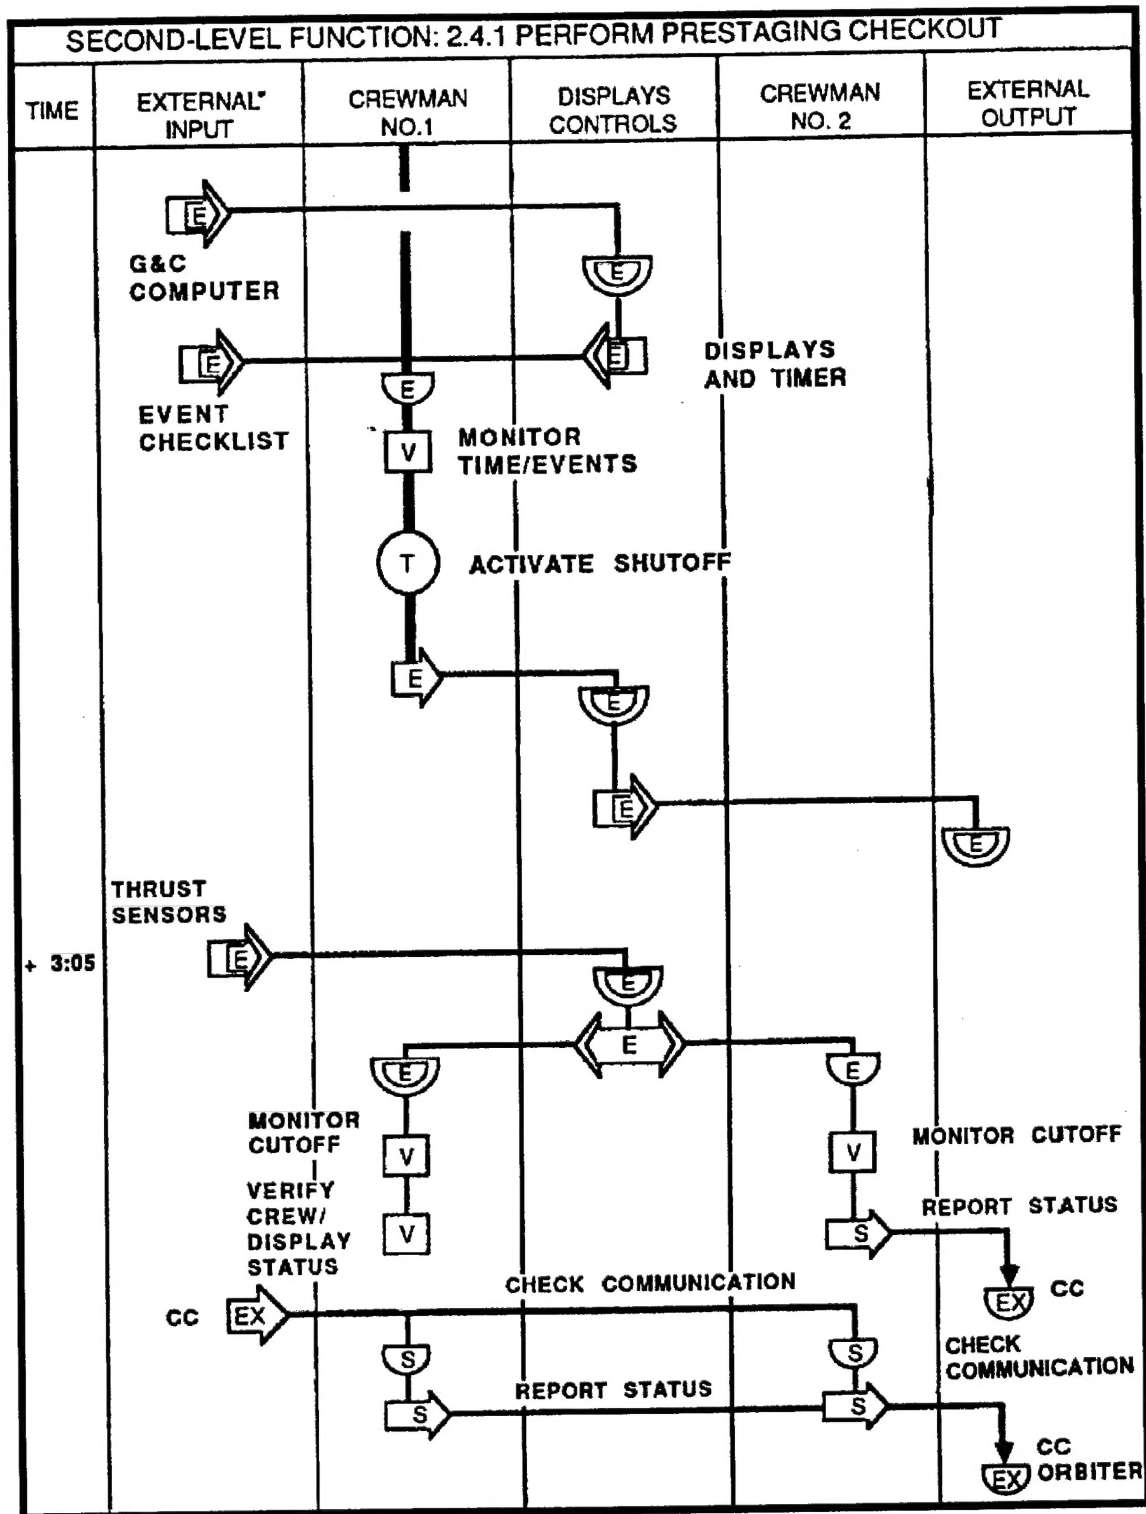 SECOND-LEVEL FUNCTION: 2.4.1 PERFORM PRESTAGING CHECKOUT
TIME
EXTERNAL*
INPUT
CREWMAN
NO.1
DISPLAYS
CONTROLS
CREWMAN
NO. 2
EXTERNAL
OUTPUT
E
G&C
COMPUTER
E
E
E
DISPLAYS
AND TIMER
EVENT
CHECKLIST
E
V
MONITOR
TIME/EVENTS
T
ACTIVATE SHUTOFF
E
E
E
E
THRUST
SENSORS
+ 3:05
E
E
E
E
E
MONITOR
CUTOFF
V
V
MONITOR CUTOFF
VERIFY
CREW/
DISPLAY
STATUS
V
S
REPORT STATUS
CC
EX
CHECK COMMUNICATION
EX
CC
S
S
CHECK
COMMUNICATION
S
REPORT STATUS
S
EX
CC
ORBITER